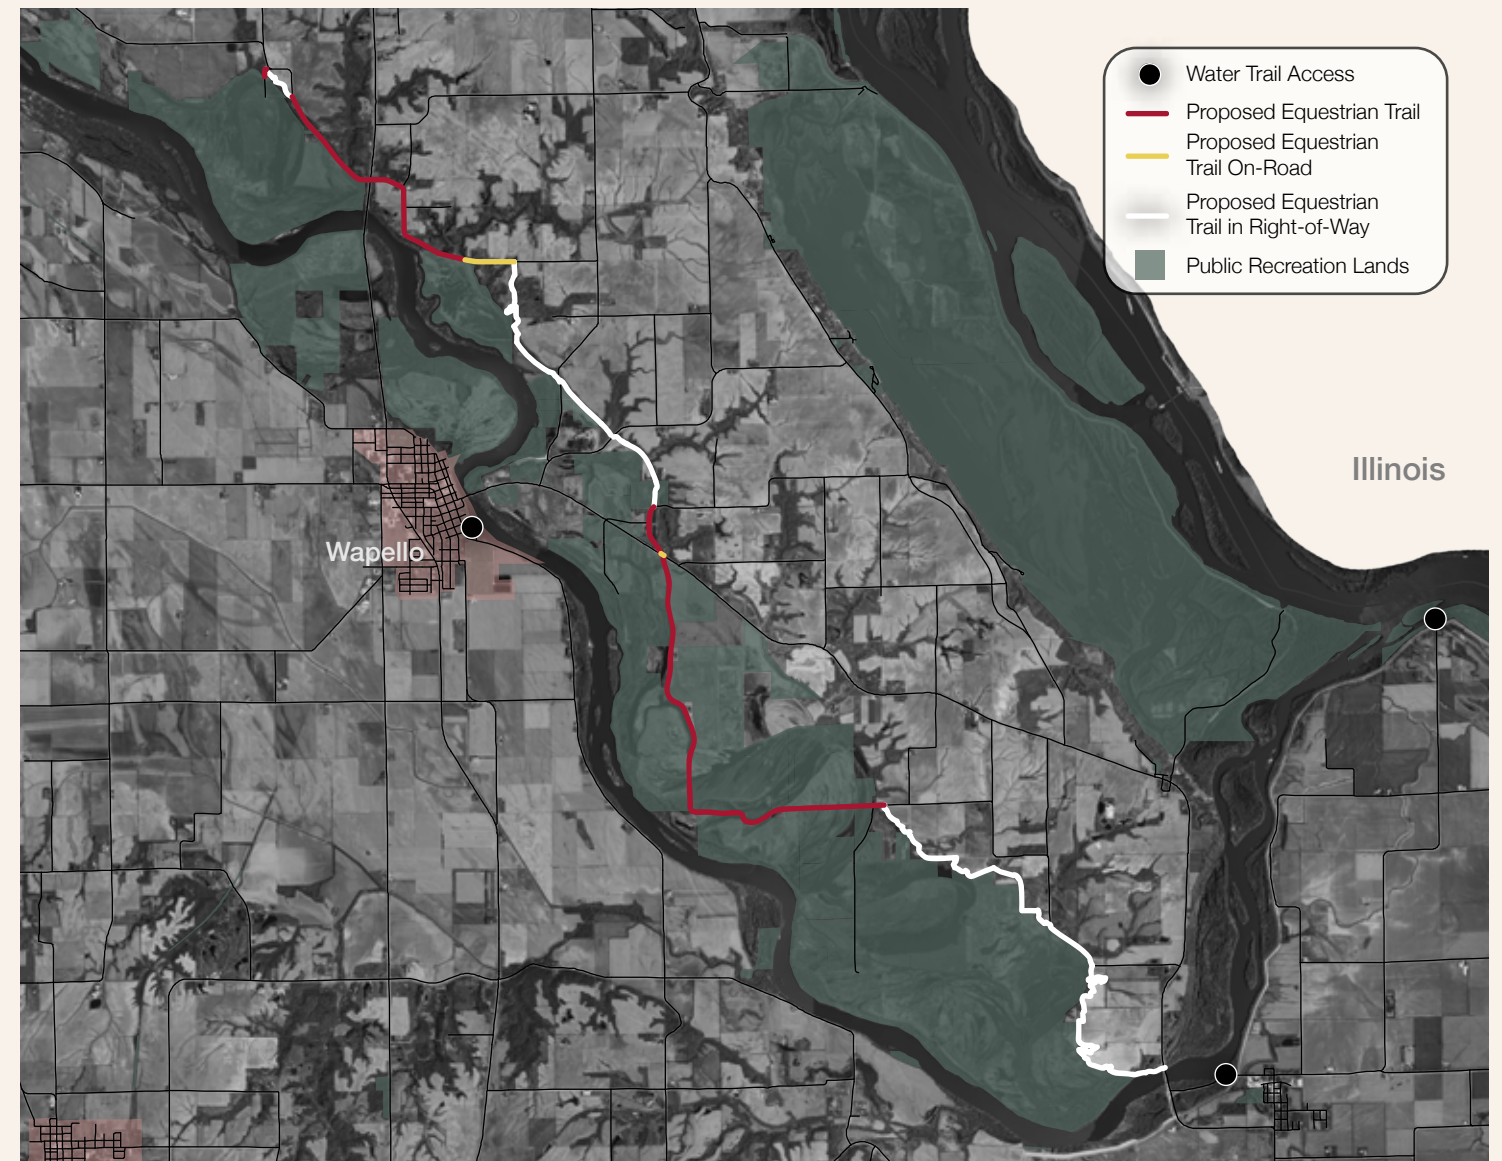 Water Trail Access
Proposed Equestrian Trail
Proposed Equestrian
Trail On-Road
Proposed Equestrian
Trail in Right-of-Way
Public Recreation Lands
Illinois
Wapello